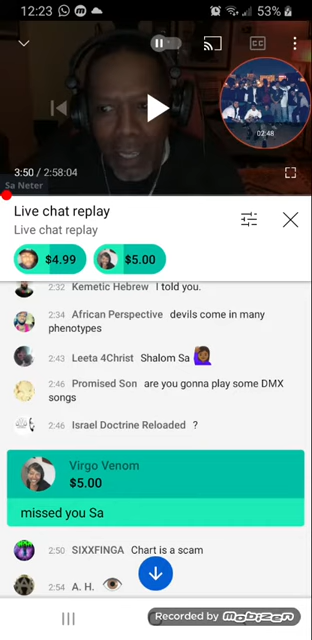 12:23
53%
CC
02:48
3:50 / 2:58:04
Sa Neter
Live chat replay
Live chat replay
$4.99
$5.00
2:32 Kemetic Hebrew I told you.
2:34 African Perspective devils come in many
phenotypes
2:43 Leeta 4Christ Shalom Sa
2:46 Promised Son are you gonna play some DMX
songs
2:46 Israel Doctrine Reloaded ?
Virgo Venom
$5.00
missed you Sa
2:50 SIXXFINGA Chart is a scam
2:54 A. H.
Recorded by MOBIZEN